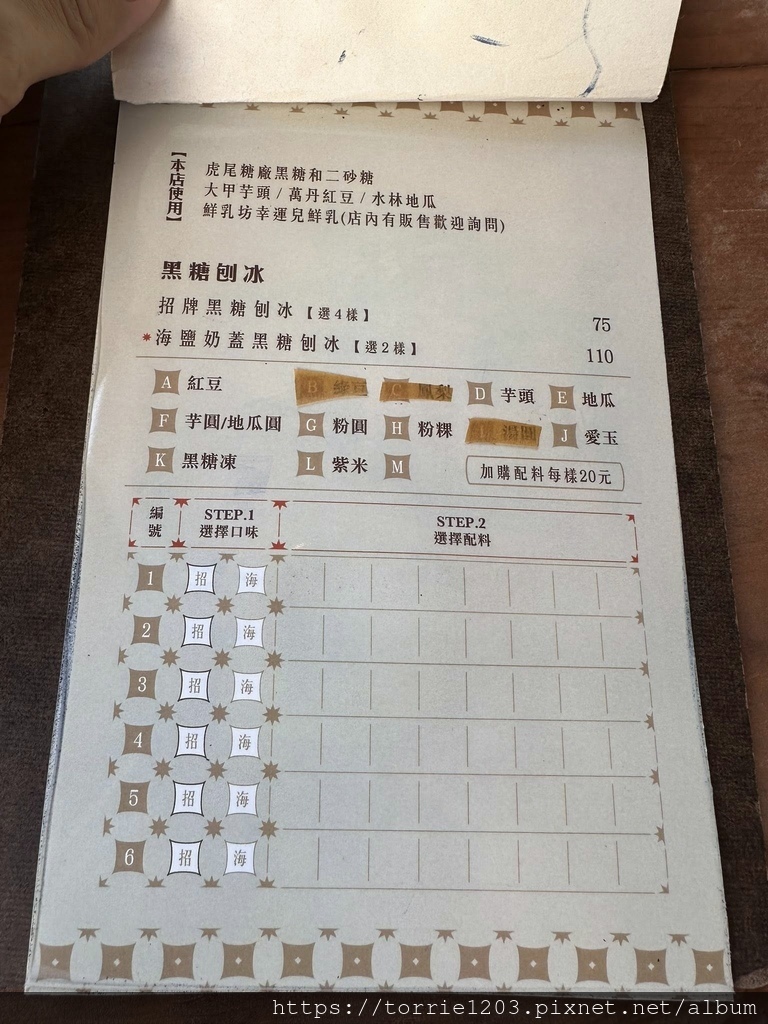 【本店使用】
虎尾糖廠黑糖和二砂糖
大甲芋頭 / 萬丹紅豆 / 水林地瓜
鮮乳坊幸運兒鮮乳(店內有販售歡迎詢問)
黑糖刨冰
招牌黑糖刨冰【選4樣】 75
*海鹽奶蓋黑糖刨冰【選2樣】 110
A 紅豆 B 綠豆 C 鳳梨 D 芋頭 E 地瓜
F 芋圓/地瓜圓 G 粉圓 H 粉粿 湯圓 J 愛玉
K 黑糖凍 L 紫米 M 加購配料每樣20元
編號 STEP.1 選擇口味 STEP.2 選擇配料
1 招 海
2 招 海
3 招 海
4 招 海
5 招 海
6 招 海
https://torrie1203.pixnet.net/album